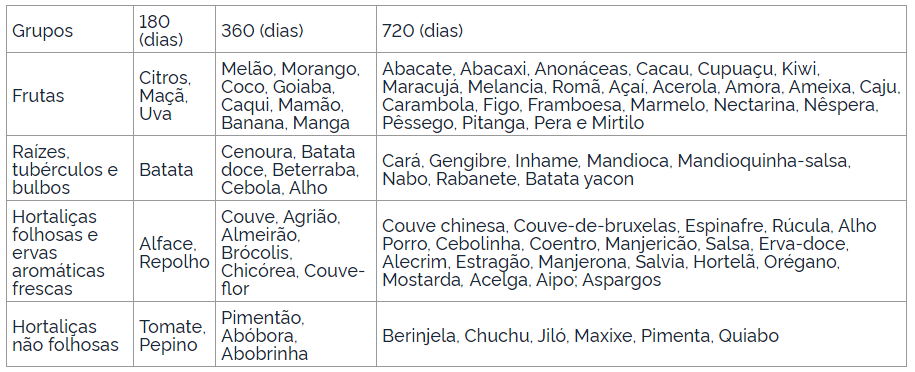 Grupos
180
(dias)
360 (dias)
720 (dias)
Frutas
Citros,
Maçã,
Uva
Melão, Morango,
Coco, Goiaba,
Caqui, Mamão,
Banana, Manga
Abacate, Abacaxi, Anonáceas, Cacau, Cupuaçu, Kiwi,
Maracujá, Melancia, Romã, Açaí, Acerola, Amora, Ameixa, Caju,
Carambola, Figo, Framboesa, Marmelo, Nectarina, Nêspera,
Pêssego, Pitanga, Pera e Mirtilo
Raízes,
tubérculos e
bulbos
Batata
Cenoura, Batata
doce, Beterraba,
Cebola, Alho
Cará, Gengibre, Inhame, Mandioca, Mandioquinha-salsa,
Nabo, Rabanete, Batata yacon
Hortaliças
folhosas e
ervas
aromáticas
frescas
Alface,
Repolho
Couve, Agrião,
Almeirão,
Brócolis,
Chicórea, Couve-
flor
Couve chinesa, Couve-de-bruxelas, Espinafre, Rúcula, Alho
Porro, Cebolinha, Coentro, Manjericão, Salsa, Erva-doce,
Alecrim, Estragão, Manjerona, Salvia, Hortelã, Orégano,
Mostarda, Acelga, Aipo; Aspargos
Hortaliças
não folhosas
Tomate,
Pepino
Pimentão,
Abóbora,
Abobrinha
Berinjela, Chuchu, Jiló, Maxixe, Pimenta, Quiabo